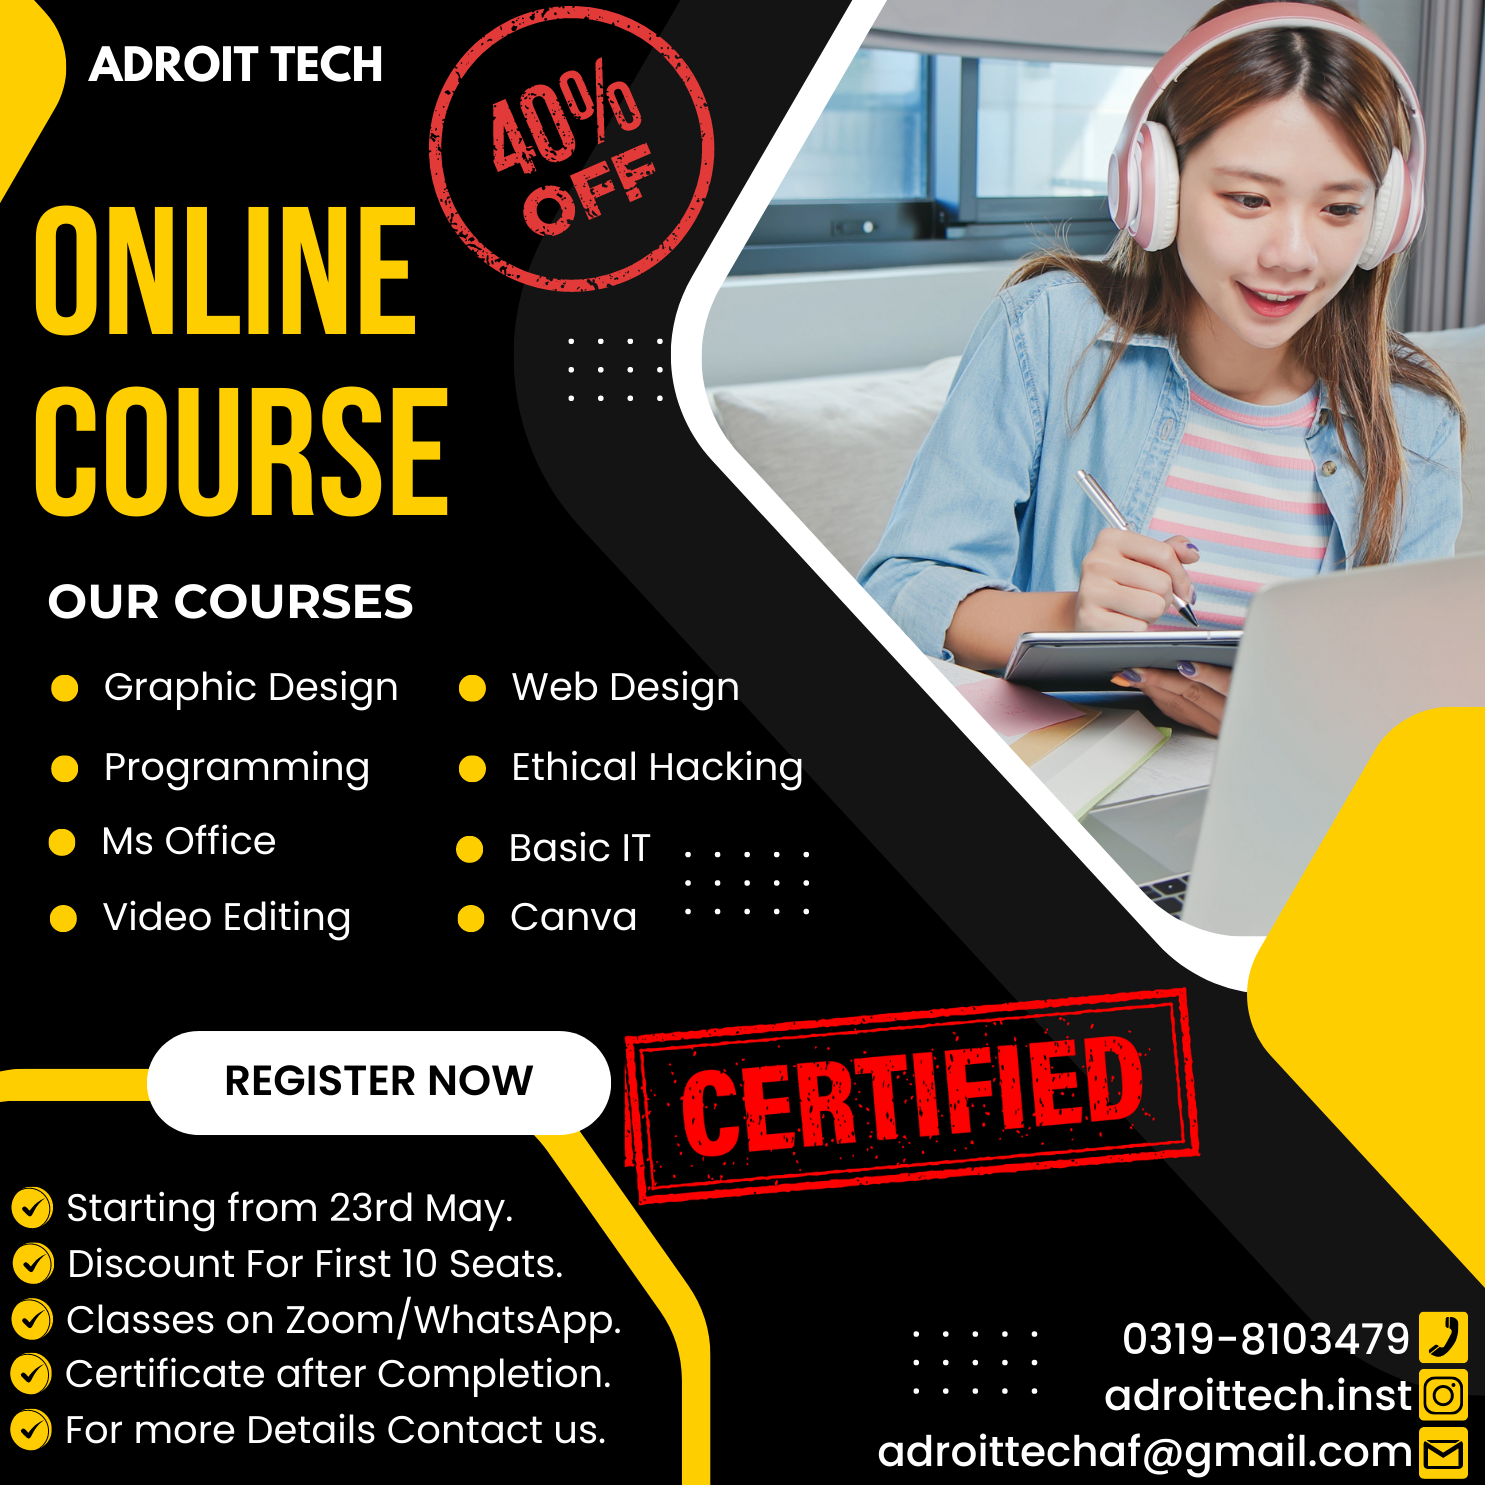 ADROIT TECH
40%
OFF
ONLINE
COURSE
OUR COURSES
Graphic Design
Web Design
Programming
Ethical Hacking
Ms Office
Basic IT
Video Editing
Canva
REGISTER NOW
CERTIFIED
Starting from 23rd May.
Discount For First 10 Seats.
Classes on Zoom/WhatsApp.
Certificate after Completion.
For more Details Contact us.
0319-8103479
adroittech.inst
adroittechaf@gmail.com